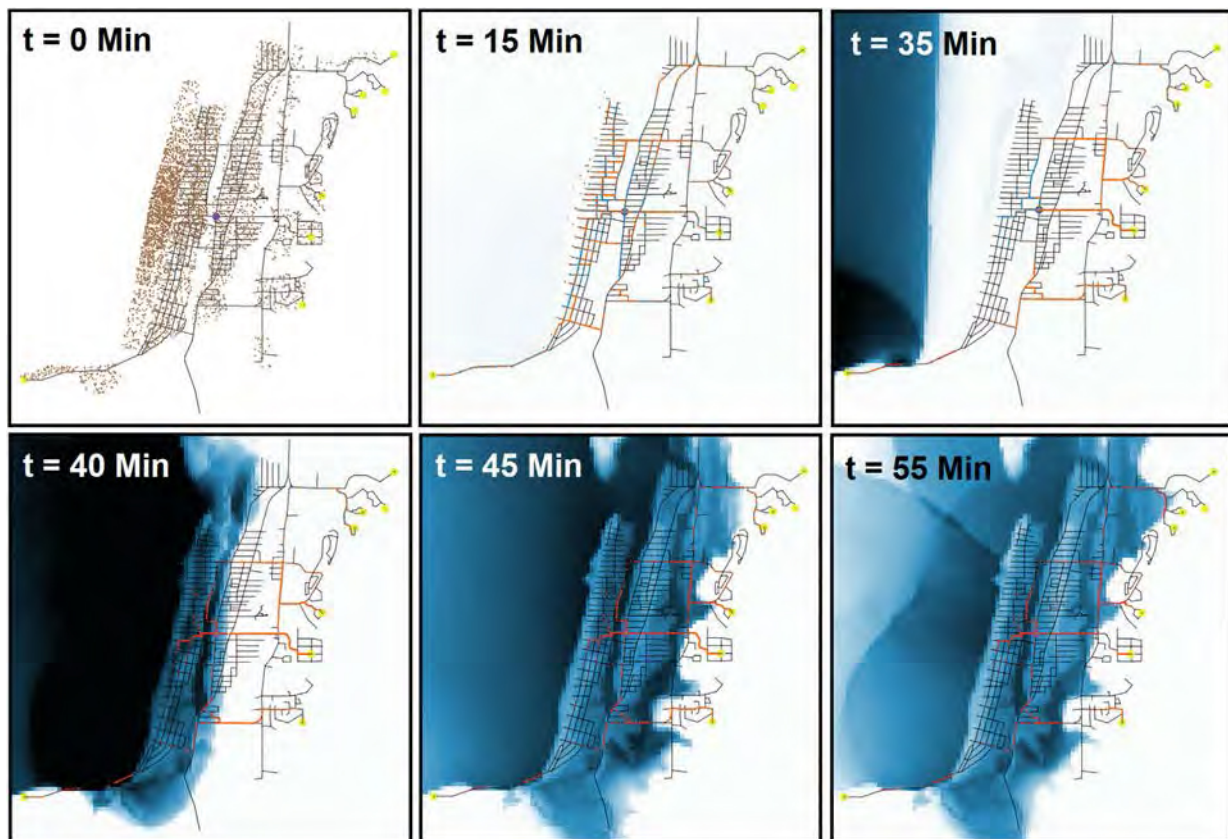 t = 0 Min
t = 15 Min
t = 35 Min
t = 40 Min
t = 45 Min
t = 55 Min